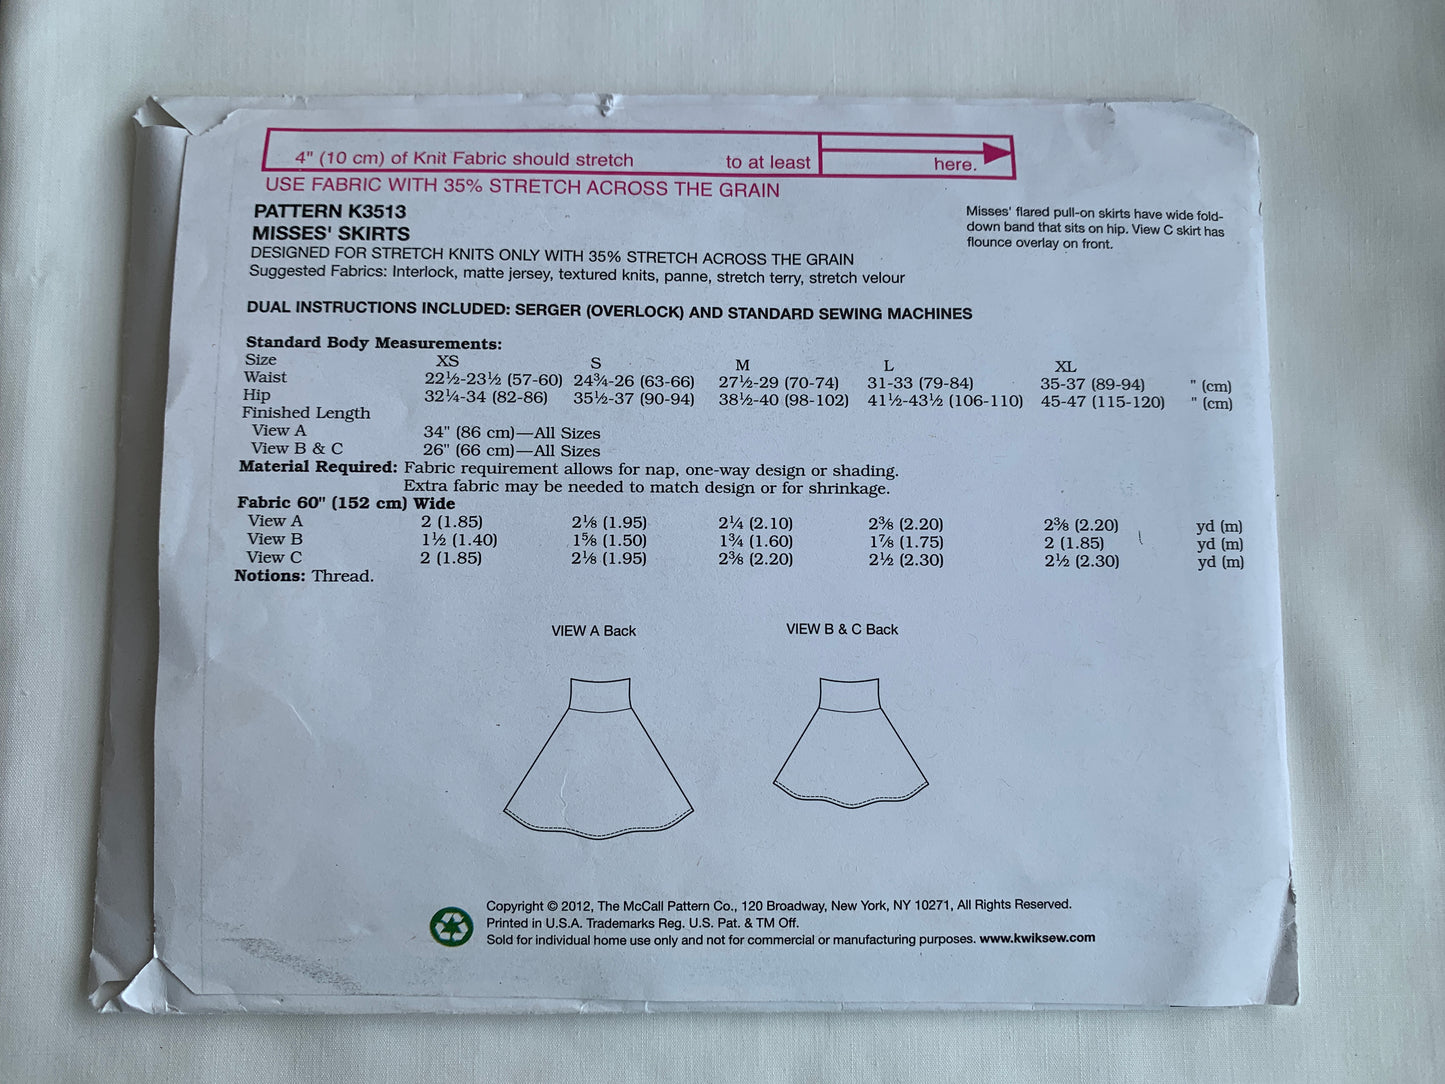 4" (10 cm) of Knit Fabric should stretch to at least here.
USE FABRIC WITH 35% STRETCH ACROSS THE GRAIN
PATTERN K3513
MISSES' SKIRTS
DESIGNED FOR STRETCH KNITS ONLY WITH 35% STRETCH ACROSS THE GRAIN
Suggested Fabrics: Interlock, matte jersey, textured knits, panne, stretch terry, stretch velour
Misses' flared pull-on skirts have wide fold-
down band that sits on hip. View C skirt has
flounce overlay on front.
DUAL INSTRUCTIONS INCLUDED: SERGER (OVERLOCK) AND STANDARD SEWING MACHINES
Standard Body Measurements:
Size XS S M L XL
Waist 22½-23½ (57-60) 24¾-26 (63-66) 27½-29 (70-74) 31-33 (79-84) 35-37 (89-94) " (cm)
Hip 32¼-34 (82-86) 35½-37 (90-94) 38½-40 (98-102) 41½-43½ (106-110) 45-47 (115-120) " (cm)
Finished Length
View A 34" (86 cm)—All Sizes
View B & C 26" (66 cm)—All Sizes
Material Required: Fabric requirement allows for nap, one-way design or shading.
Extra fabric may be needed to match design or for shrinkage.
Fabric 60" (152 cm) Wide
View A 2 (1.85) 2⅛ (1.95) 2¼ (2.10) 2⅜ (2.20) 2⅜ (2.20) yd (m)
View B 1½ (1.40) 1⅝ (1.50) 1¾ (1.60) 1⅞ (1.75) 2 (1.85) yd (m)
View C 2 (1.85) 2⅛ (1.95) 2⅜ (2.20) 2½ (2.30) 2½ (2.30) yd (m)
Notions: Thread.
VIEW A Back
VIEW B & C Back
Copyright © 2012, The McCall Pattern Co., 120 Broadway, New York, NY 10271, All Rights Reserved.
Printed in U.S.A. Trademarks Reg. U.S. Pat. & TM Off.
Sold for individual home use only and not for commercial or manufacturing purposes. www.kwiksew.com